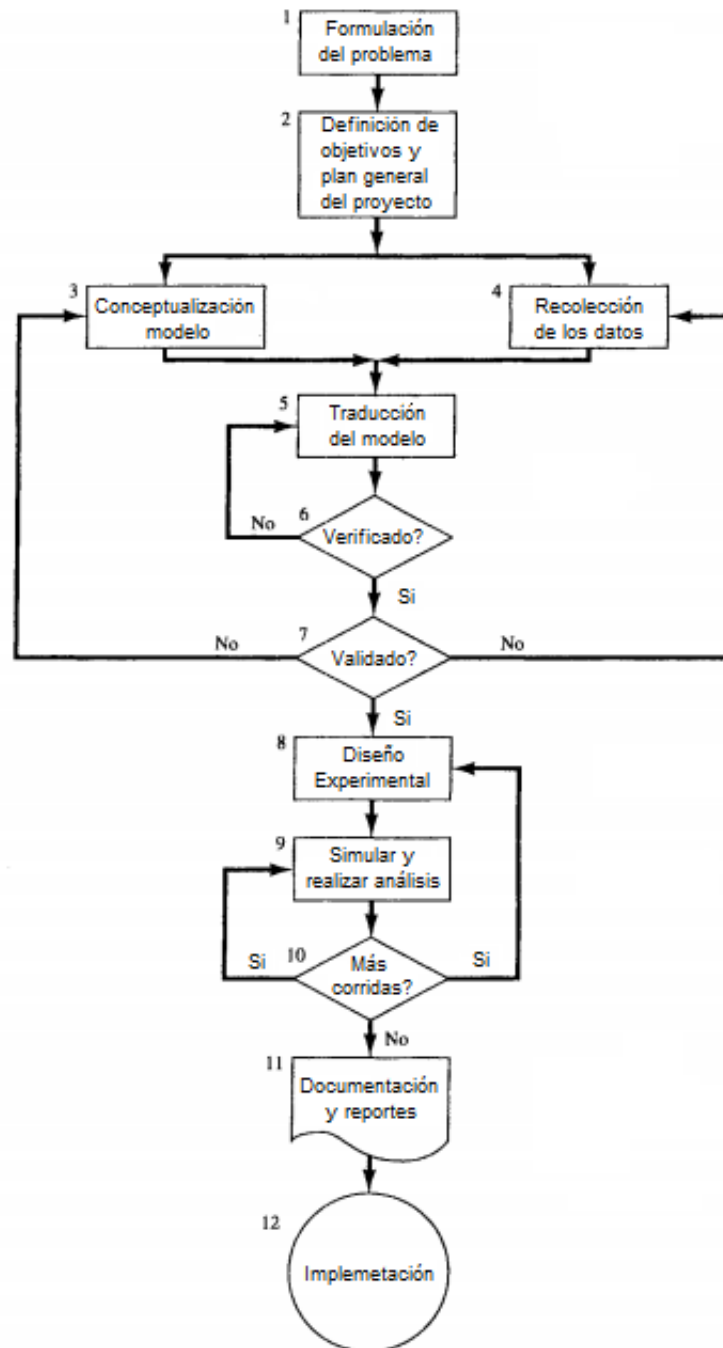 1
Formulación
del problema
2
Definición de
objetivos y
plan general
del proyecto
3
Conceptualización
modelo
4
Recolección
de los datos
5
Traducción
del modelo
6
No
Verificado?
Si
7
No
Validado?
No
Si
8
Diseño
Experimental
9
Simular y
realizar análisis
10
Si
Más
corridas?
Si
No
11
Documentación
y reportes
12
Implemetación